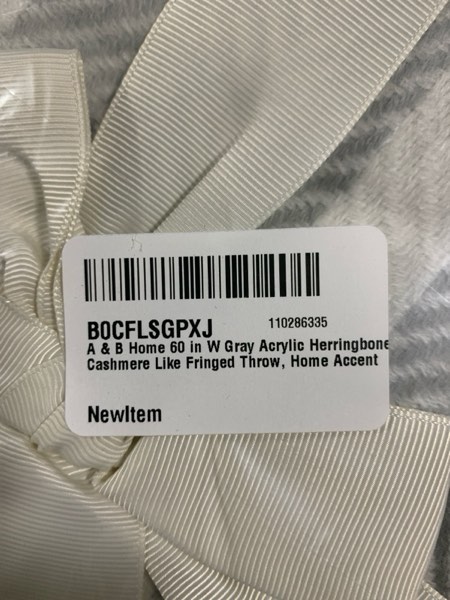 B0CFLSGPXJ 110286335
A & B Home 60 in W Gray Acrylic Herringbone
Cashmere Like Fringed Throw, Home Accent
NewItem